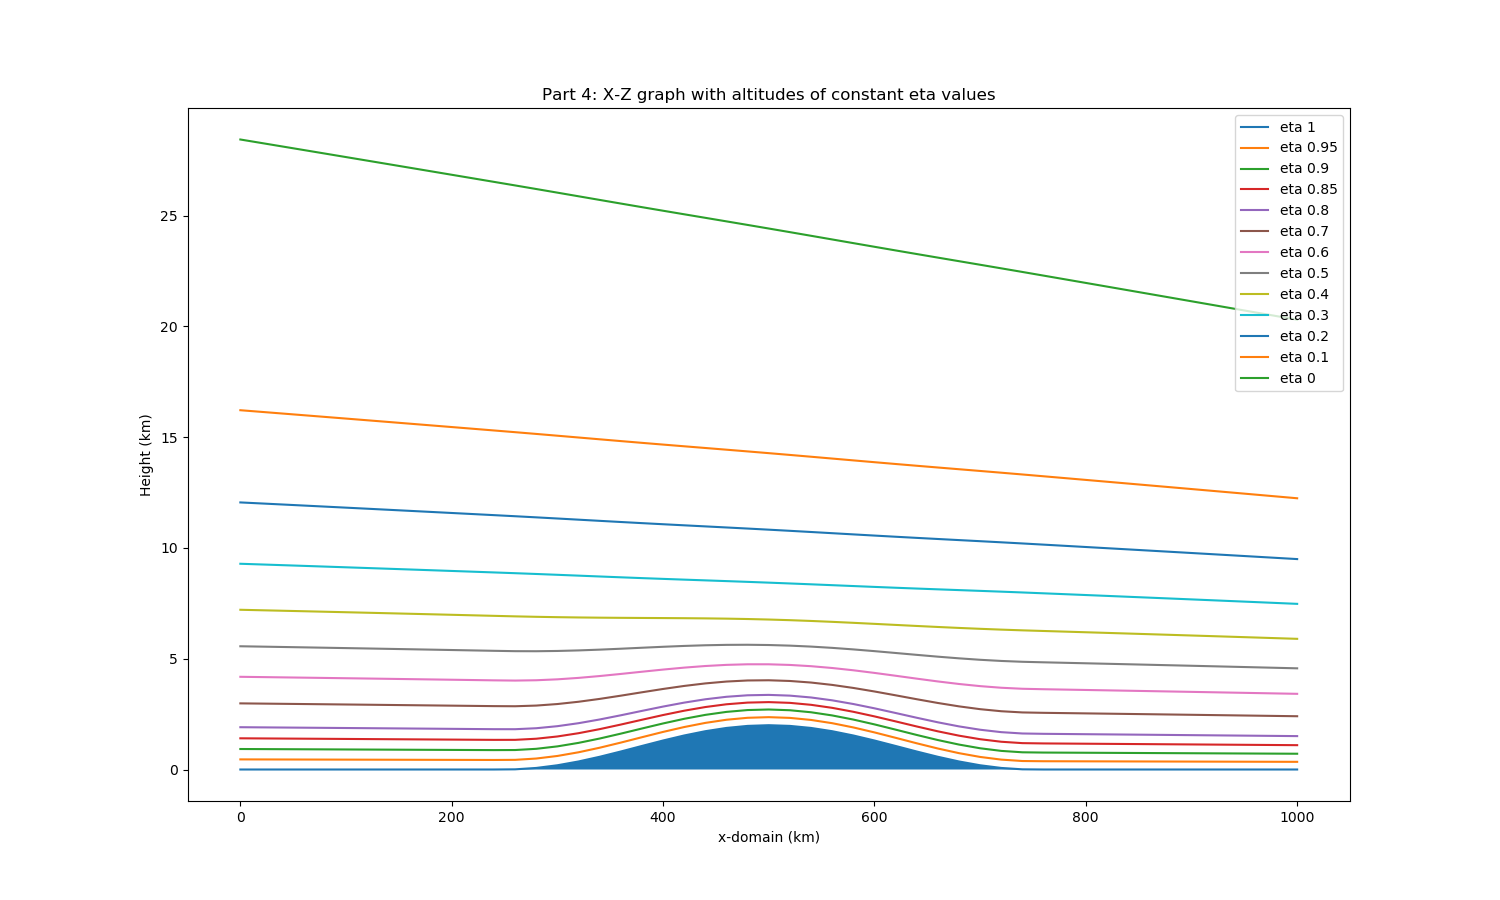 Part 4: X-Z graph with altitudes of constant eta values
eta 1
eta 0.95
eta 0.9
eta 0.85
eta 0.8
eta 0.7
eta 0.6
eta 0.5
eta 0.4
eta 0.3
eta 0.2
eta 0.1
eta 0
25
20
15
10
5
0
Height (km)
0 200 400 600 800 1000
x-domain (km)